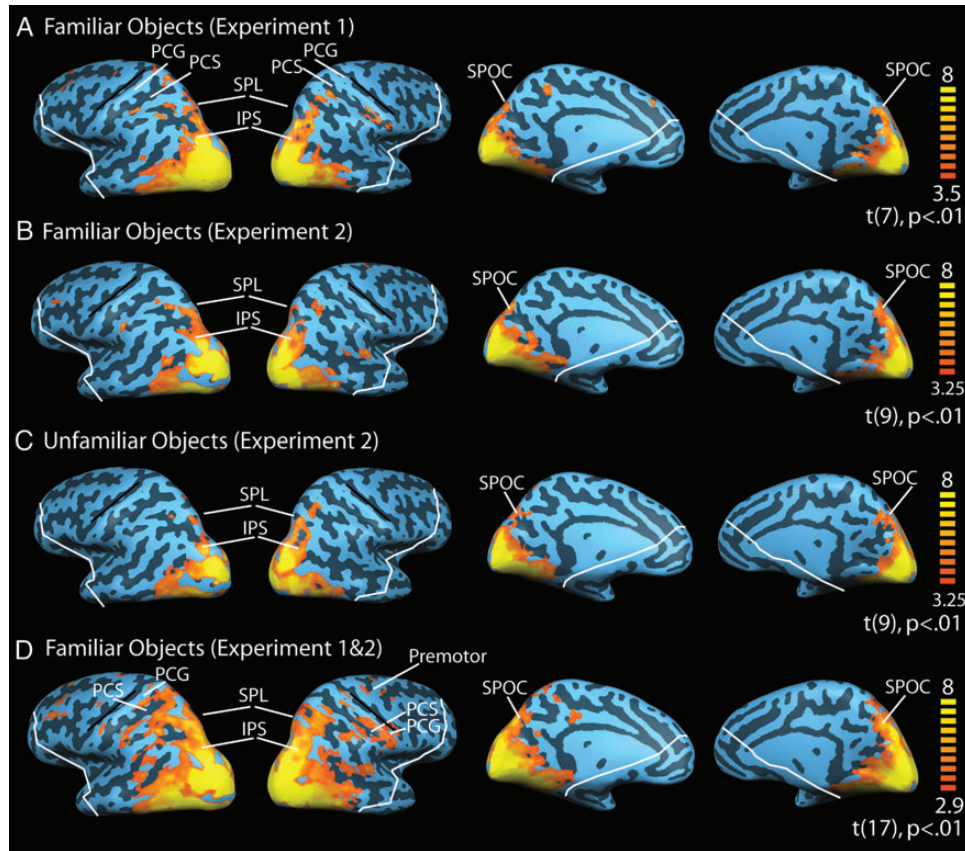 A Familiar Objects (Experiment 1)
PCG
PCS
SPL
IPS
PCG
PCS
SPOC
SPOC
8
3.5
t(7), p<.01
B Familiar Objects (Experiment 2)
SPL
IPS
SPOC
SPOC
8
3.25
t(9), p<.01
C Unfamiliar Objects (Experiment 2)
SPL
IPS
SPOC
SPOC
8
3.25
t(9), p<.01
D Familiar Objects (Experiment 1&2)
PCG
PCS
SPL
IPS
Premotor
PCS
PCG
SPOC
SPOC
8
2.9
t(17), p<.01